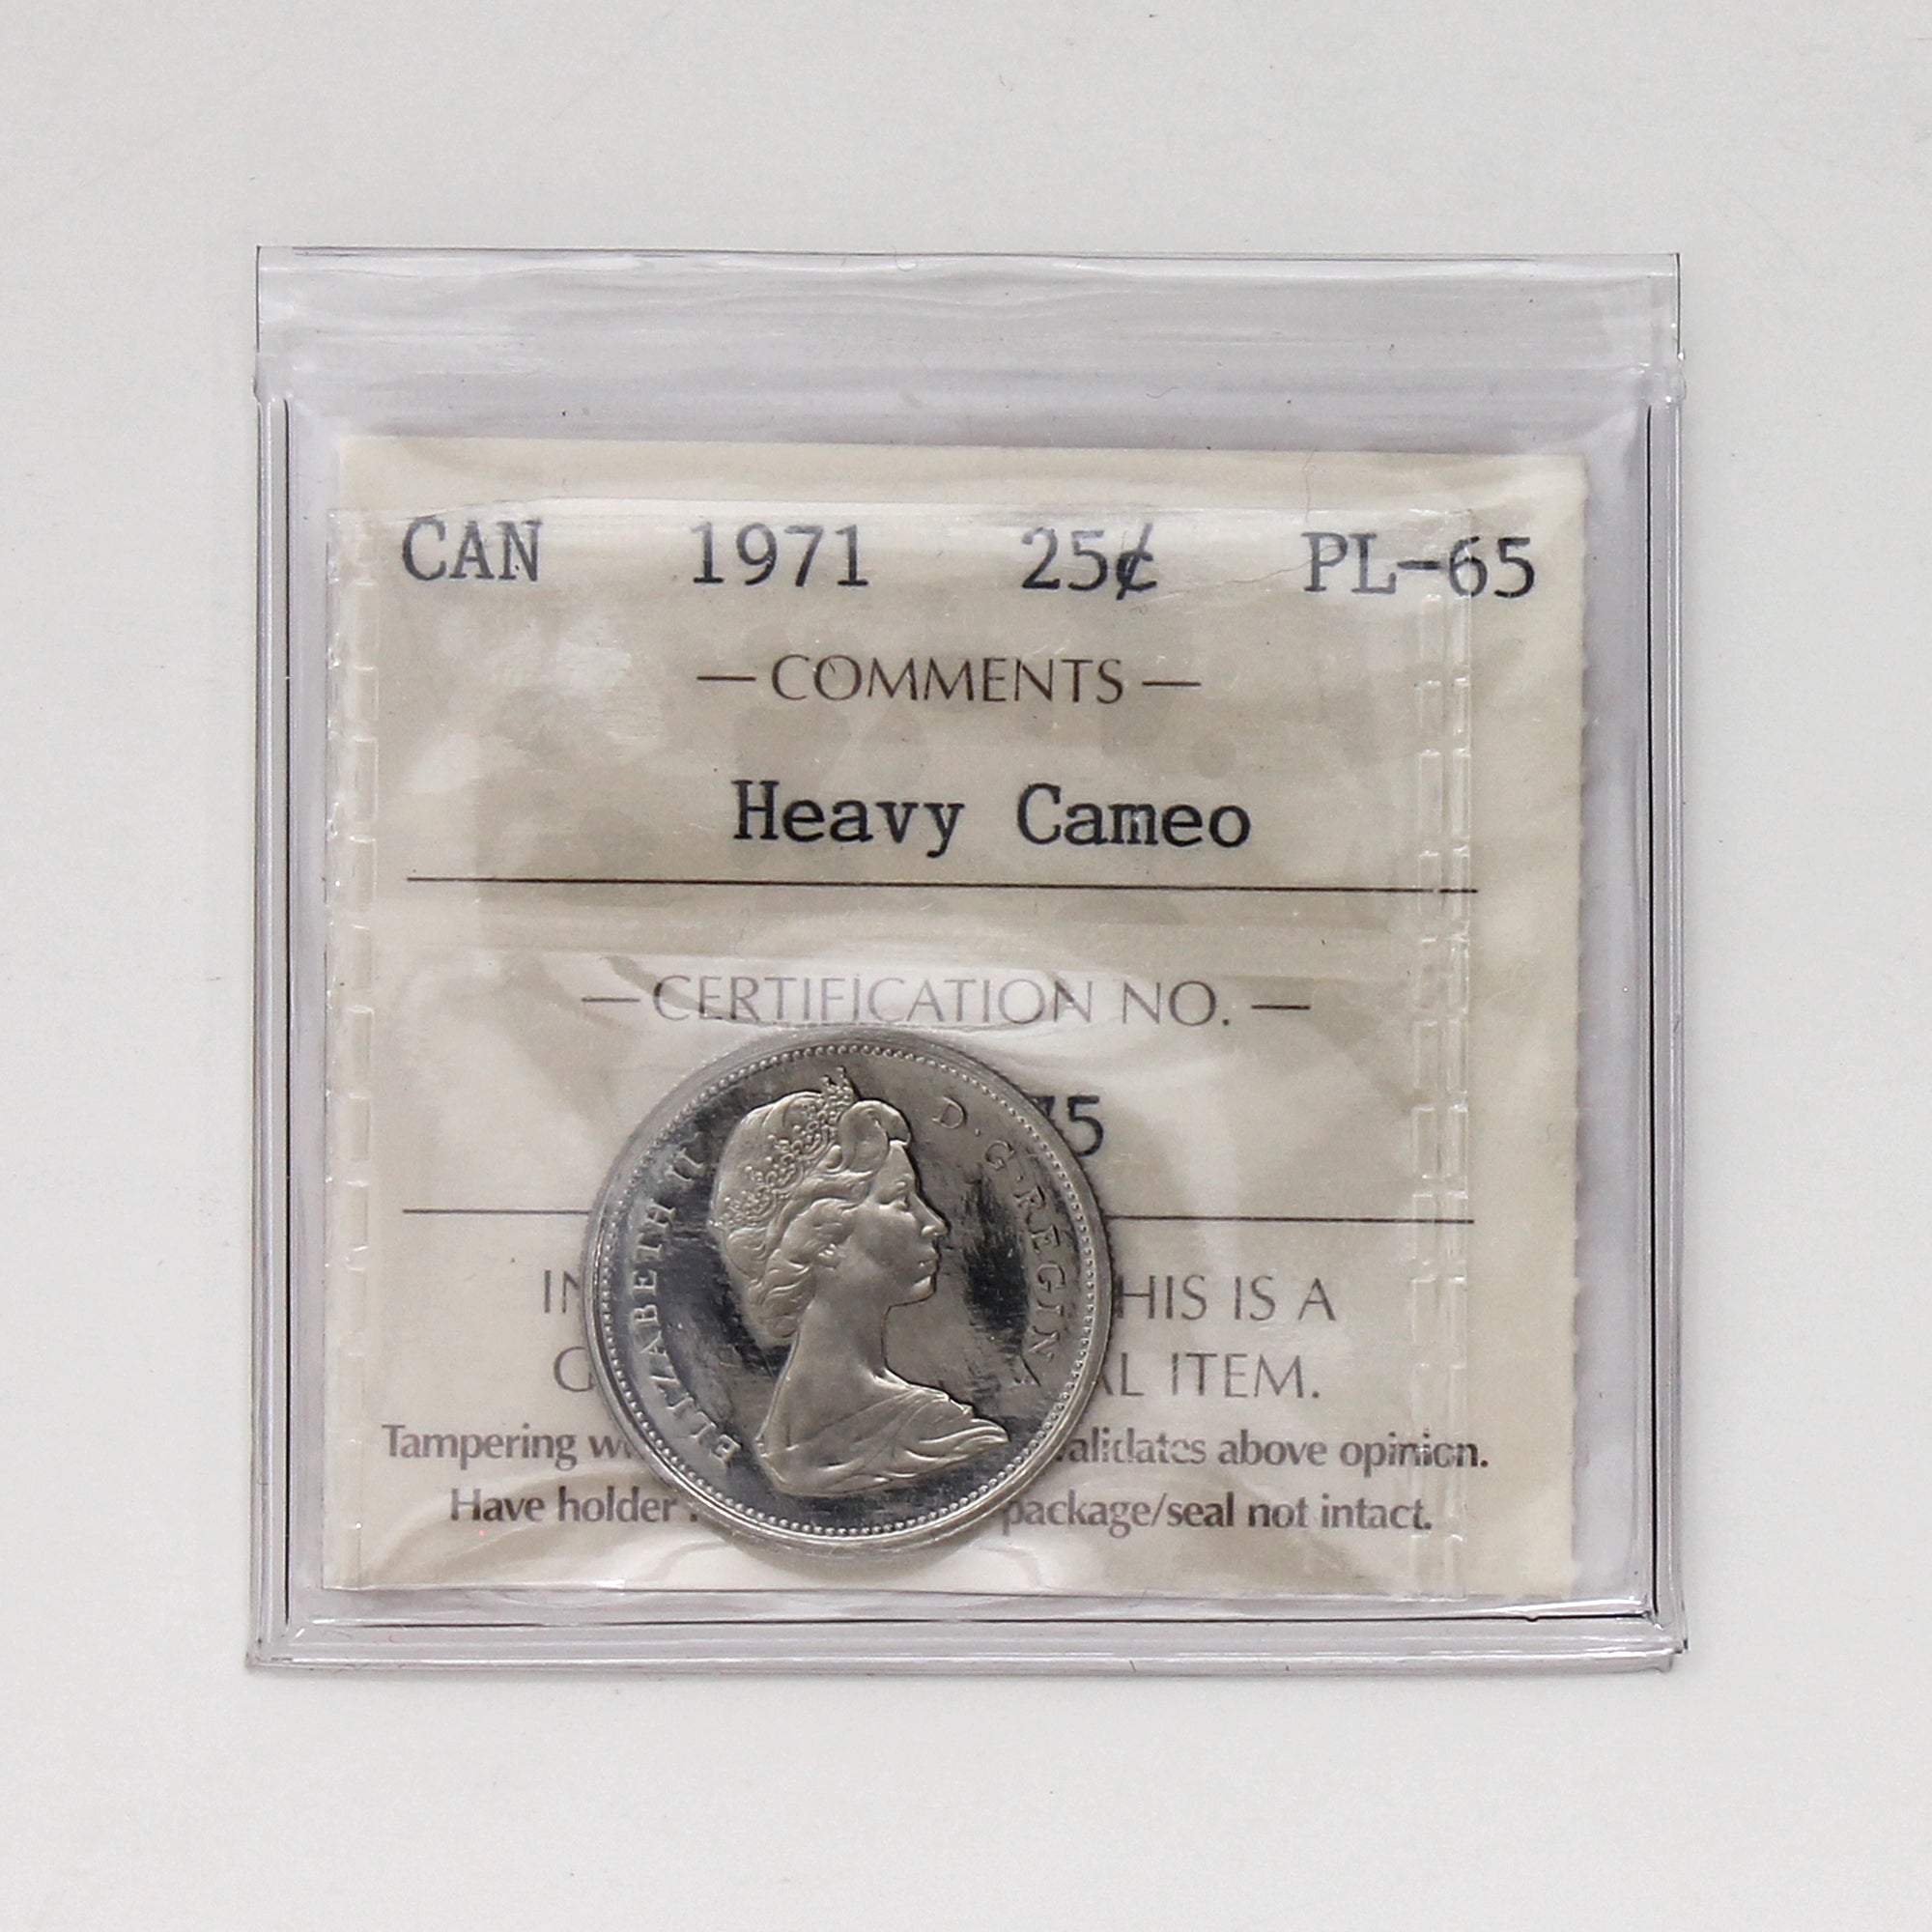 CAN 1971 25¢ PL-65
— COMMENTS —
Heavy Cameo
— CERTIFICATION NO. —
75
IN HIS IS A
G AL ITEM.
Tampering w alidates above opinion.
Have holder package/seal not intact.
ELIZABETH II D·G·REGINA